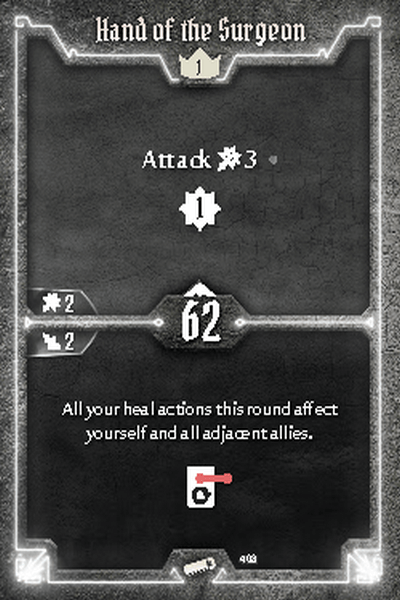 Hand of the Surgeon
1
Attack 3
1
2
62
2
All your heal actions this round affect
yourself and all adjacent allies.
403